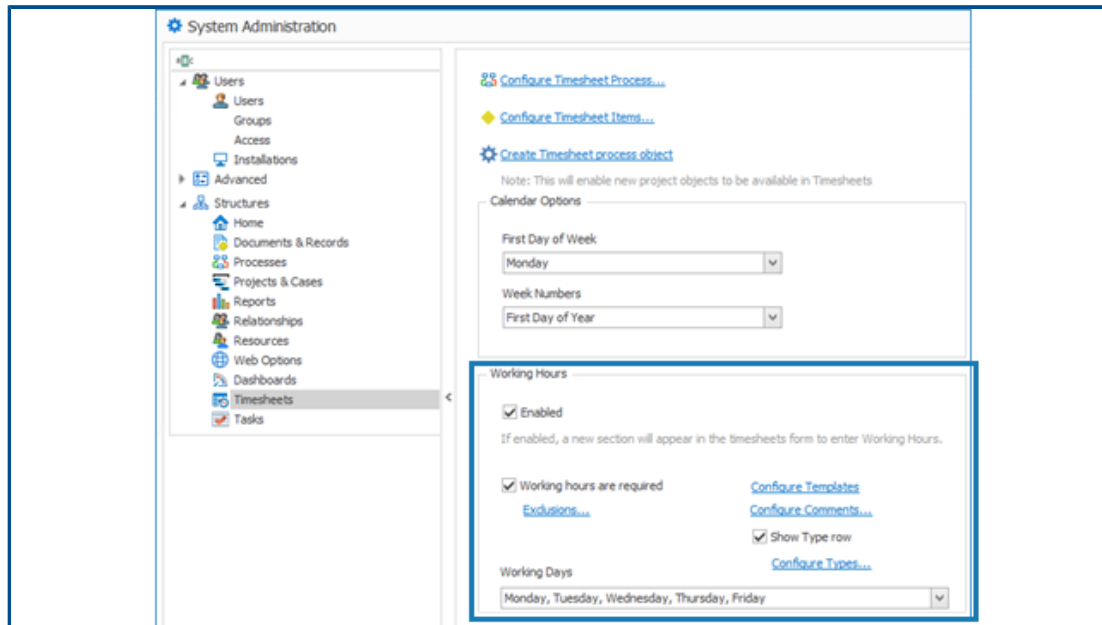 System Administration
Users
Users
Groups
Access
Installations
Advanced
Structures
Home
Documents & Records
Processes
Projects & Cases
Reports
Relationships
Resources
Web Options
Dashboards
Timesheets
Tasks
Configure Timesheet Process...
Configure Timesheet Items...
Create Timesheet process object
Note: This will enable new project objects to be available in Timesheets
Calendar Options
First Day of Week
Monday
Week Numbers
First Day of Year
Working Hours
Enabled
If enabled, a new section will appear in the timesheets form to enter Working Hours.
Working hours are required
Configure Templates
Exclusions...
Configure Comments...
Show Type row
Configure Types...
Working Days
Monday, Tuesday, Wednesday, Thursday, Friday